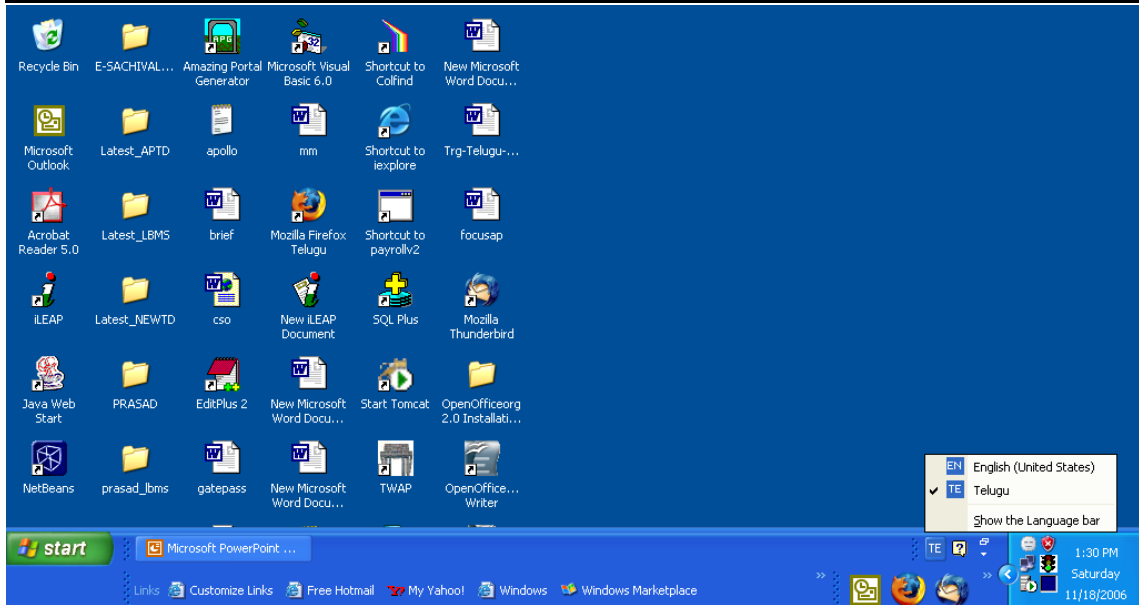 Recycle Bin
E-SACHIVAL...
Amazing Portal
Generator
Microsoft Visual
Basic 6.0
Shortcut to
Colfind
New Microsoft
Word Docu...
Microsoft
Outlook
Latest_APTD
apollo
mm
Shortcut to
iexplore
Trg-Telugu-...
Acrobat
Reader 5.0
Latest_LBMS
brief
Mozilla Firefox
Telugu
Shortcut to
payrollv2
focusap
iLEAP
Latest_NEWTD
cso
New iLEAP
Document
SQL Plus
Mozilla
Thunderbird
Java Web
Start
PRASAD
EditPlus 2
New Microsoft
Word Docu...
Start Tomcat
OpenOfficeorg
2.0 Installati...
NetBeans
prasad_lbms
gatepass
New Microsoft
Word Docu...
TWAP
OpenOffice...
Writer
EN English (United States)
TE Telugu
Show the Language bar
start
Microsoft PowerPoint ...
TE
1:30 PM
Saturday
11/18/2006
Links Customize Links Free Hotmail My Yahoo! Windows Windows Marketplace